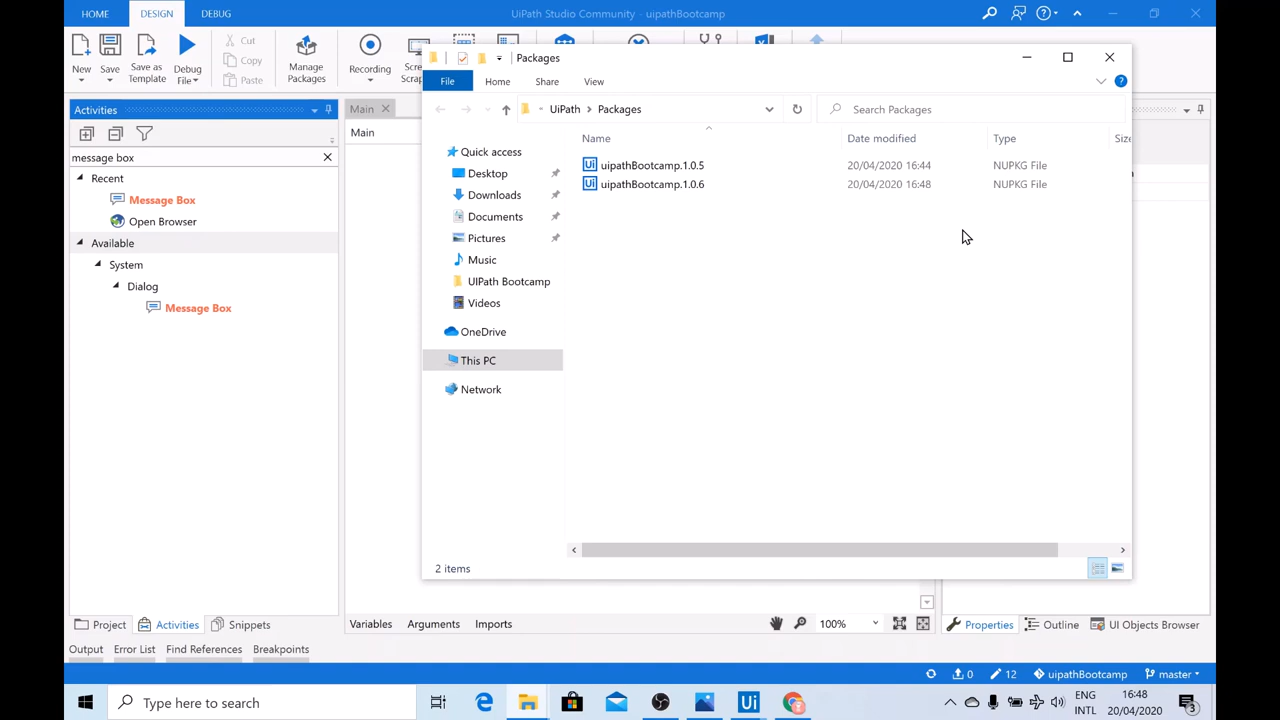 HOME
DESIGN
DEBUG
UiPath Studio Community - uipathBootcamp
New
Save
Save as
Template
Debug
File
Cut
Copy
Paste
Manage
Packages
Recording
Packages
File
Home
Share
View
UiPath
Packages
Search Packages
Activities
message box
Recent
Message Box
Open Browser
Available
System
Dialog
Message Box
Main
Main
Quick access
Desktop
Downloads
Documents
Pictures
Music
UIPath Bootcamp
Videos
OneDrive
This PC
Network
Name
Date modified
Type
uipathBootcamp.1.0.5
20/04/2020 16:44
NUPKG File
uipathBootcamp.1.0.6
20/04/2020 16:48
NUPKG File
2 items
Project
Activities
Snippets
Variables
Arguments
Imports
100%
Properties
Outline
UI Objects Browser
Output
Error List
Find References
Breakpoints
0
12
uipathBootcamp
master
Type here to search
Ui
ENG
INTL
16:48
20/04/2020
3